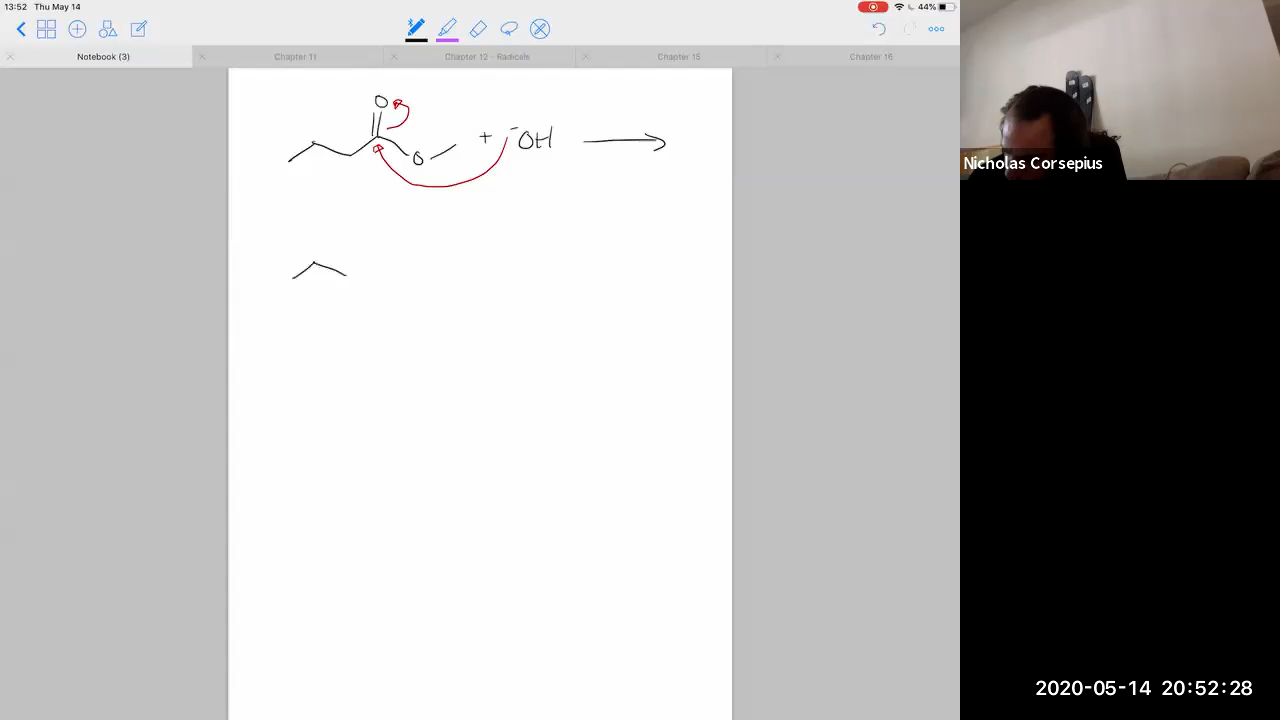 13:52 Thu May 14
44%
Notebook (3)
Chapter 11
Chapter 12 - Radicals
Chapter 15
Chapter 16
O
O + ⁻OH
Nicholas Corsepius
2020-05-14 20:52:28